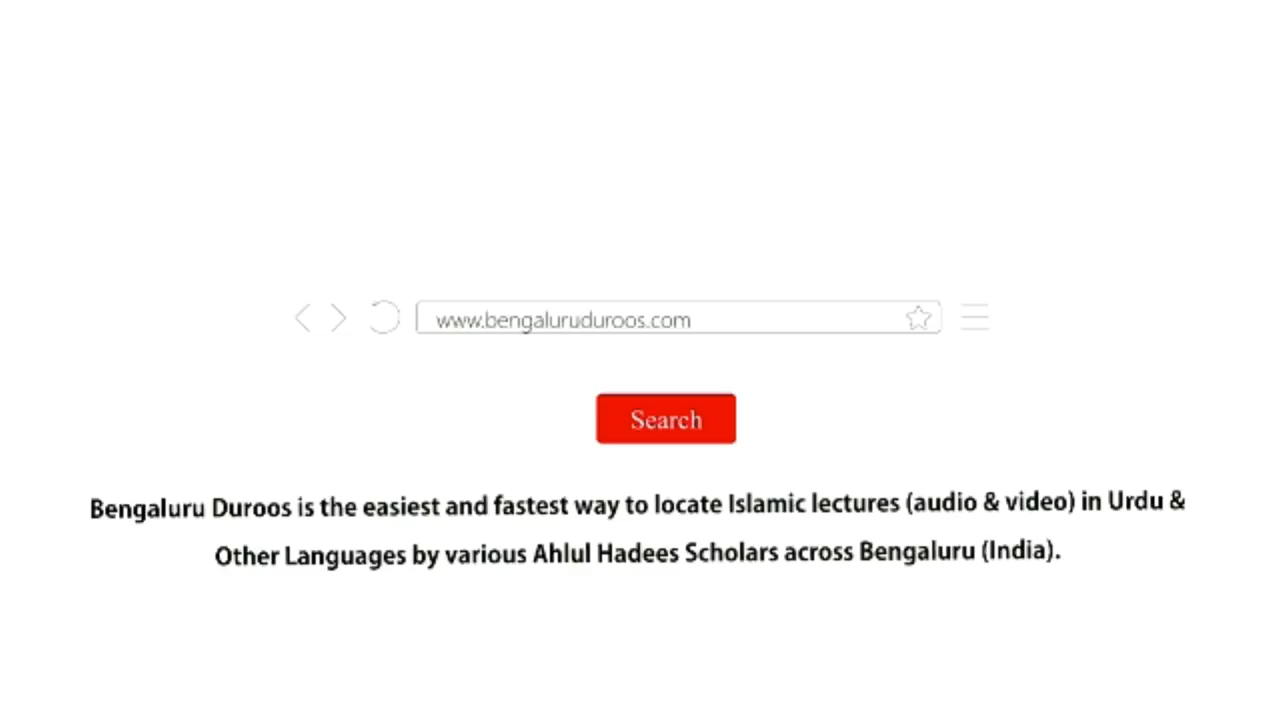 www.bengaluruduroos.com
Search
Bengaluru Duroos is the easiest and fastest way to locate Islamic lectures (audio & video) in Urdu &
Other Languages by various Ahlul Hadees Scholars across Bengaluru (India).